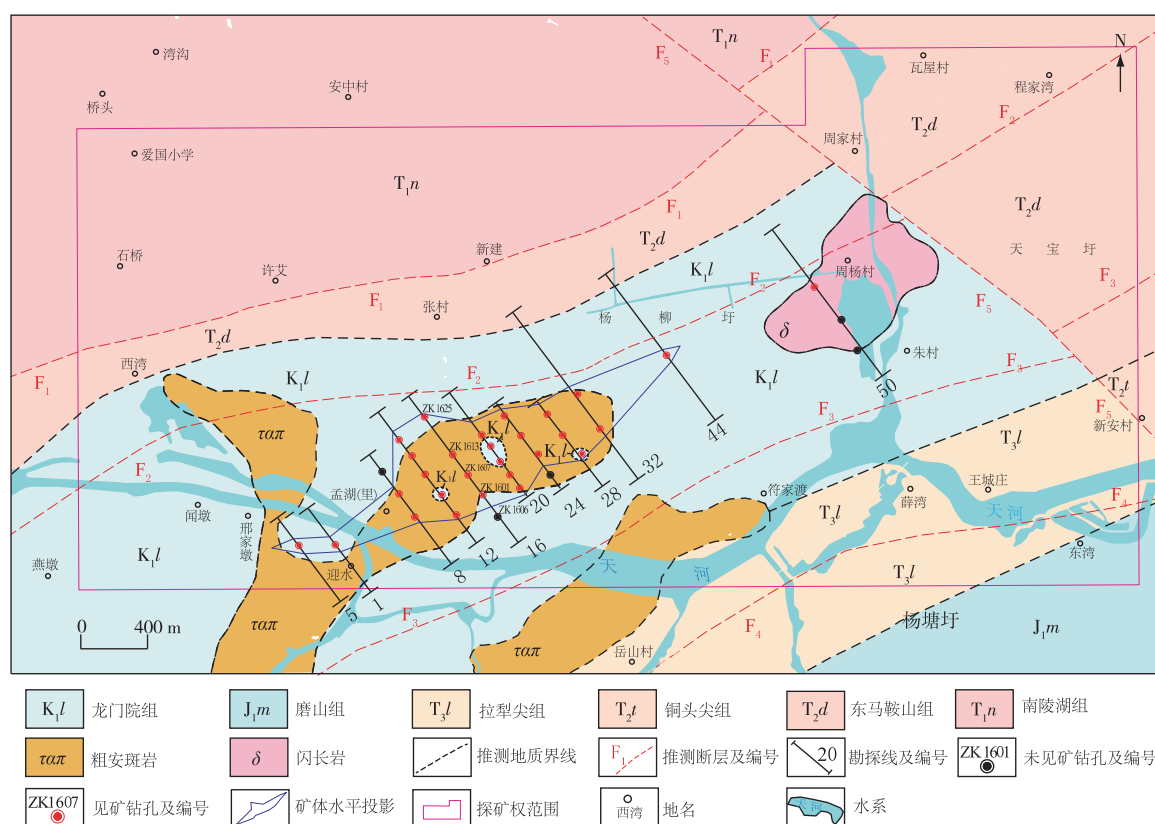 T₁n
N
湾沟
F₅
F₁
瓦屋村
程家湾
安中村
桥头
F₂
T₂d
周家村
爱国小学
T₁n
F₁
T₂d
天宝圩
石桥
许艾
新建
T₂d
K₁l
F₂
周杨村
F₃
F₁
张村
杨柳圩
F₅
T₂d
西湾
δ
朱村
F₃
F₁
K₁l
F₂
K₁l
T₂t
50
ZK1625
K₁l
44
F₅
新安村
ταπ
ZK1613
K₁l
T₃l
F₂
ZK1607
32
K₁l
ZK1601
28
孟湖(里)
20
24
符家渡
薛湾
王城庄
F₄
闻墩
邢家墩
ZK1606
16
T₃l
天河
12
东湾
K₁l
燕墩
迎水
8
天河
T₃l
5
1
F₃
杨塘圩
0
400 m
ταπ
F₄
J₁m
ταπ
岳山村
K₁l 龙门院组
J₁m 磨山组
T₃l 拉犁尖组
T₂t 铜头尖组
T₂d 东马鞍山组
T₁n 南陵湖组
ταπ 粗安斑岩
δ 闪长岩
推测地质界线
F₁ 推测断层及编号
20 勘探线及编号
ZK1601 未见矿钻孔及编号
ZK1607 见矿钻孔及编号
矿体水平投影
探矿权范围
西湾 地名
天河 水系